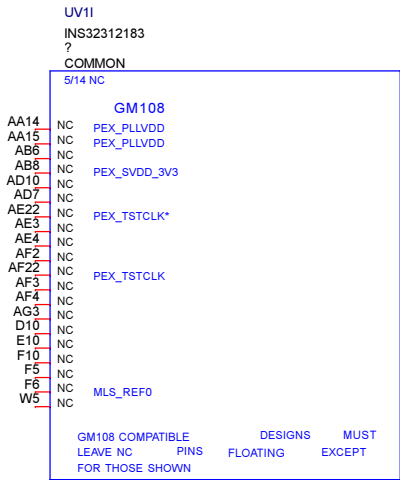 UV1I
INS32312183
?
COMMON
5/14 NC
GM108
AA14 NC PEX_PLLVDD
AA15 NC PEX_PLLVDD
AB6 NC
AB8 NC PEX_SVDD_3V3
AD10 NC
AD7 NC
AE22 NC PEX_TSTCLK*
AE3 NC
AE4 NC
AF2 NC
AF22 NC PEX_TSTCLK
AF3 NC
AF4 NC
AG3 NC
D10 NC
E10 NC
F10 NC
F5 NC
F6 NC MLS_REF0
W5 NC
GM108 COMPATIBLE DESIGNS MUST
LEAVE NC PINS FLOATING EXCEPT
FOR THOSE SHOWN